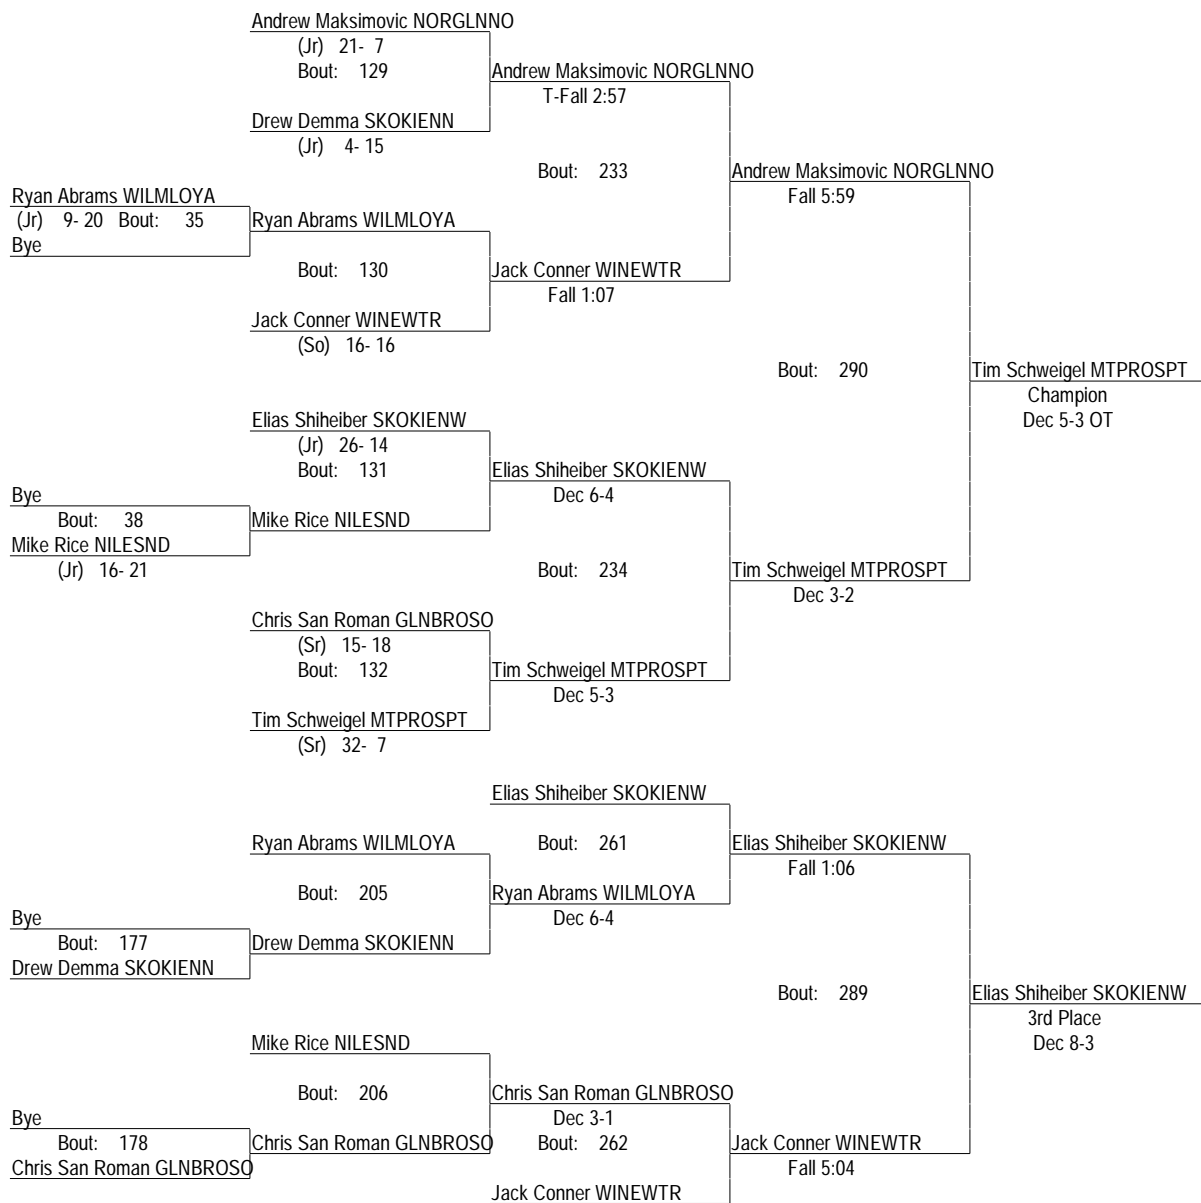 Andrew Maksimovic NORGLNNO
(Jr) 21- 7
Bout: 129
Andrew Maksimovic NORGLNNO
T-Fall 2:57
Drew Demma SKOKIENN
(Jr) 4- 15
Bout: 233
Andrew Maksimovic NORGLNNO
Fall 5:59
Ryan Abrams WILMLOYA
(Jr) 9- 20 Bout: 35
Bye
Ryan Abrams WILMLOYA
Bout: 130
Jack Conner WINEWTR
Fall 1:07
Jack Conner WINEWTR
(So) 16- 16
Bout: 290
Tim Schweigel MTPROSPT
Champion
Dec 5-3 OT
Elias Shiheiber SKOKIENW
(Jr) 26- 14
Bout: 131
Elias Shiheiber SKOKIENW
Dec 6-4
Bye
Bout: 38
Mike Rice NILESND
Mike Rice NILESND
(Jr) 16- 21
Bout: 234
Tim Schweigel MTPROSPT
Dec 3-2
Chris San Roman GLNBROSO
(Sr) 15- 18
Bout: 132
Tim Schweigel MTPROSPT
Dec 5-3
Tim Schweigel MTPROSPT
(Sr) 32- 7
Elias Shiheiber SKOKIENW
Ryan Abrams WILMLOYA
Bout: 261
Elias Shiheiber SKOKIENW
Fall 1:06
Bout: 205
Ryan Abrams WILMLOYA
Dec 6-4
Bye
Bout: 177
Drew Demma SKOKIENN
Drew Demma SKOKIENN
Bout: 289
Elias Shiheiber SKOKIENW
3rd Place
Dec 8-3
Mike Rice NILESND
Bout: 206
Chris San Roman GLNBROSO
Dec 3-1
Bye
Bout: 178
Chris San Roman GLNBROSO
Chris San Roman GLNBROSO
Bout: 262
Jack Conner WINEWTR
Fall 5:04
Jack Conner WINEWTR